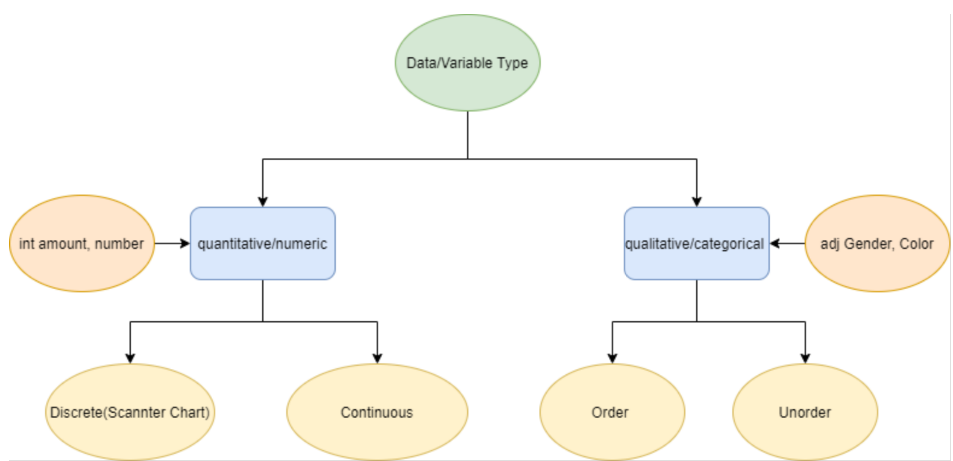 Data/Variable Type
int amount, number
quantitative/numeric
qualitative/categorical
adj Gender, Color
Discrete(Scannter Chart)
Continuous
Order
Unorder